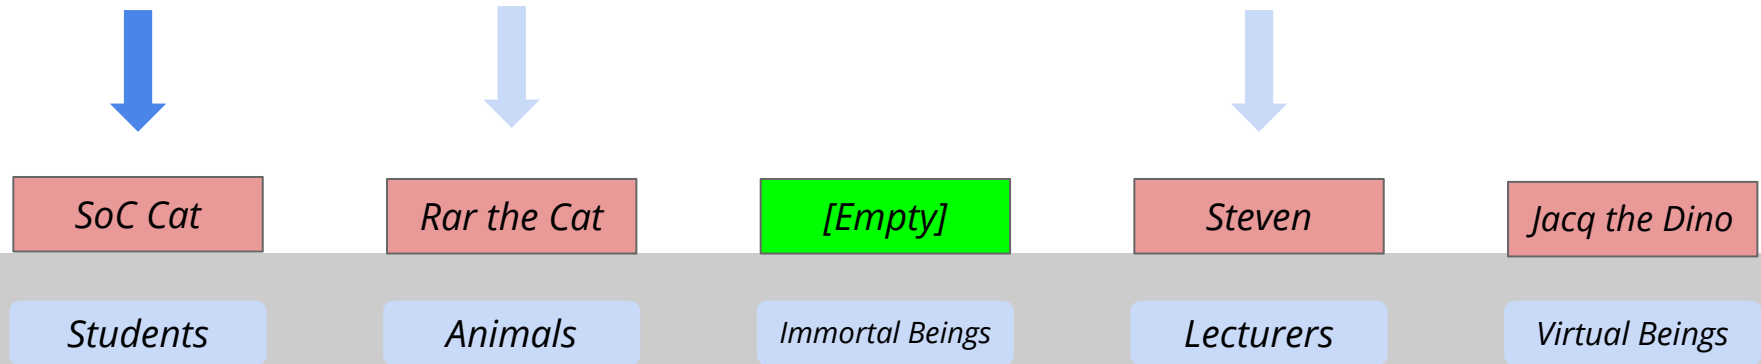 SoC Cat
Rar the Cat
[Empty]
Steven
Jacq the Dino
Students
Animals
Immortal Beings
Lecturers
Virtual Beings